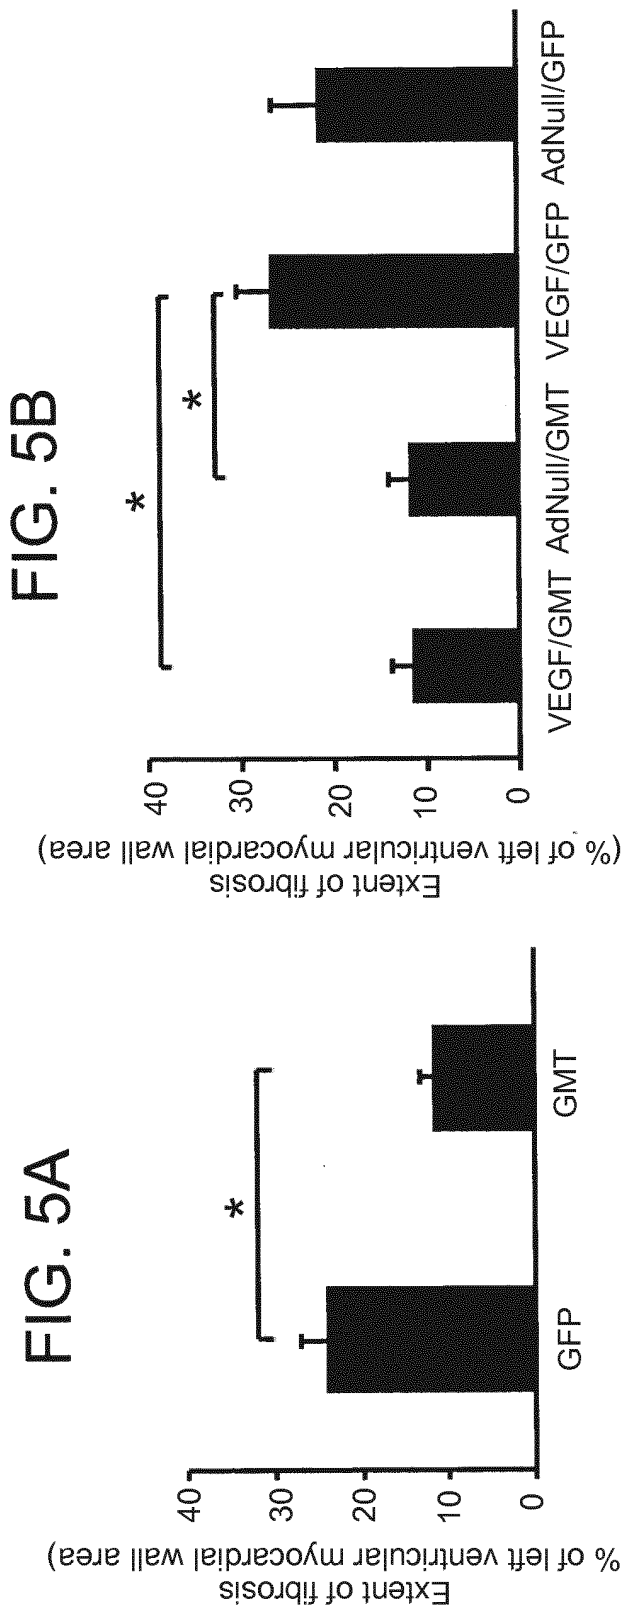 FIG. 5A
Extent of fibrosis
% of left ventricular myocardial wall area)
40
30
20
10
0
*
GFP
GMT
FIG. 5B
Extent of fibrosis
(% of left ventricular myocardial wall area)
40
30
20
10
0
*
*
VEGF/GMT AdNull/GMT VEGF/GFP AdNull/GFP